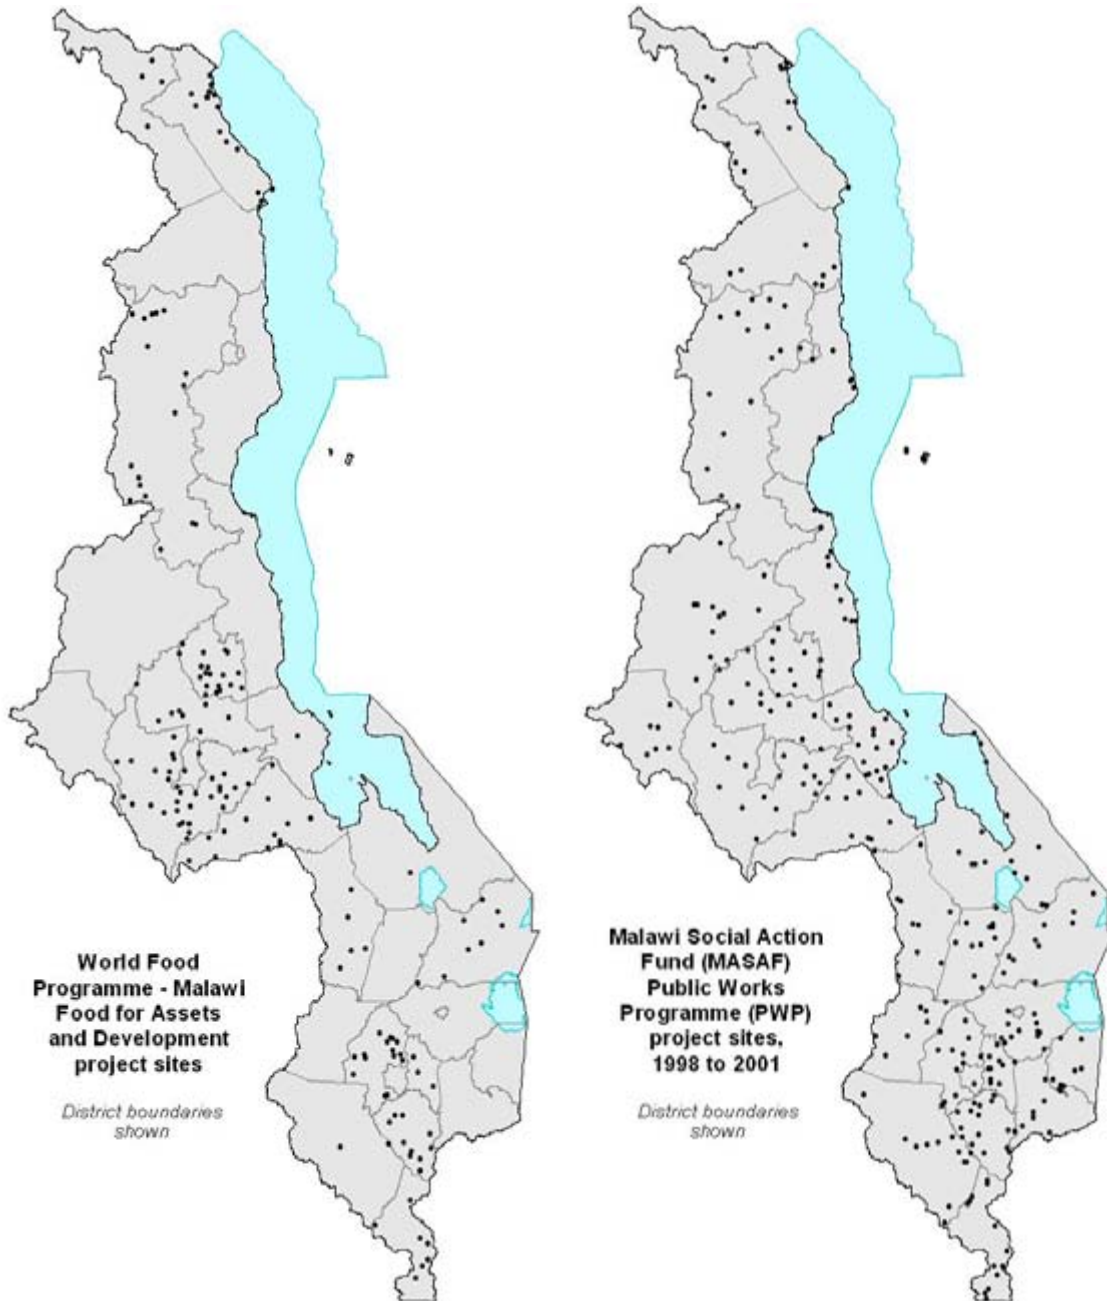 World Food
Programme - Malawi
Food for Assets
and Development
project sites
District boundaries
shown
Malawi Social Action
Fund (MASAF)
Public Works
Programme (PWP)
project sites,
1998 to 2001
District boundaries
shown